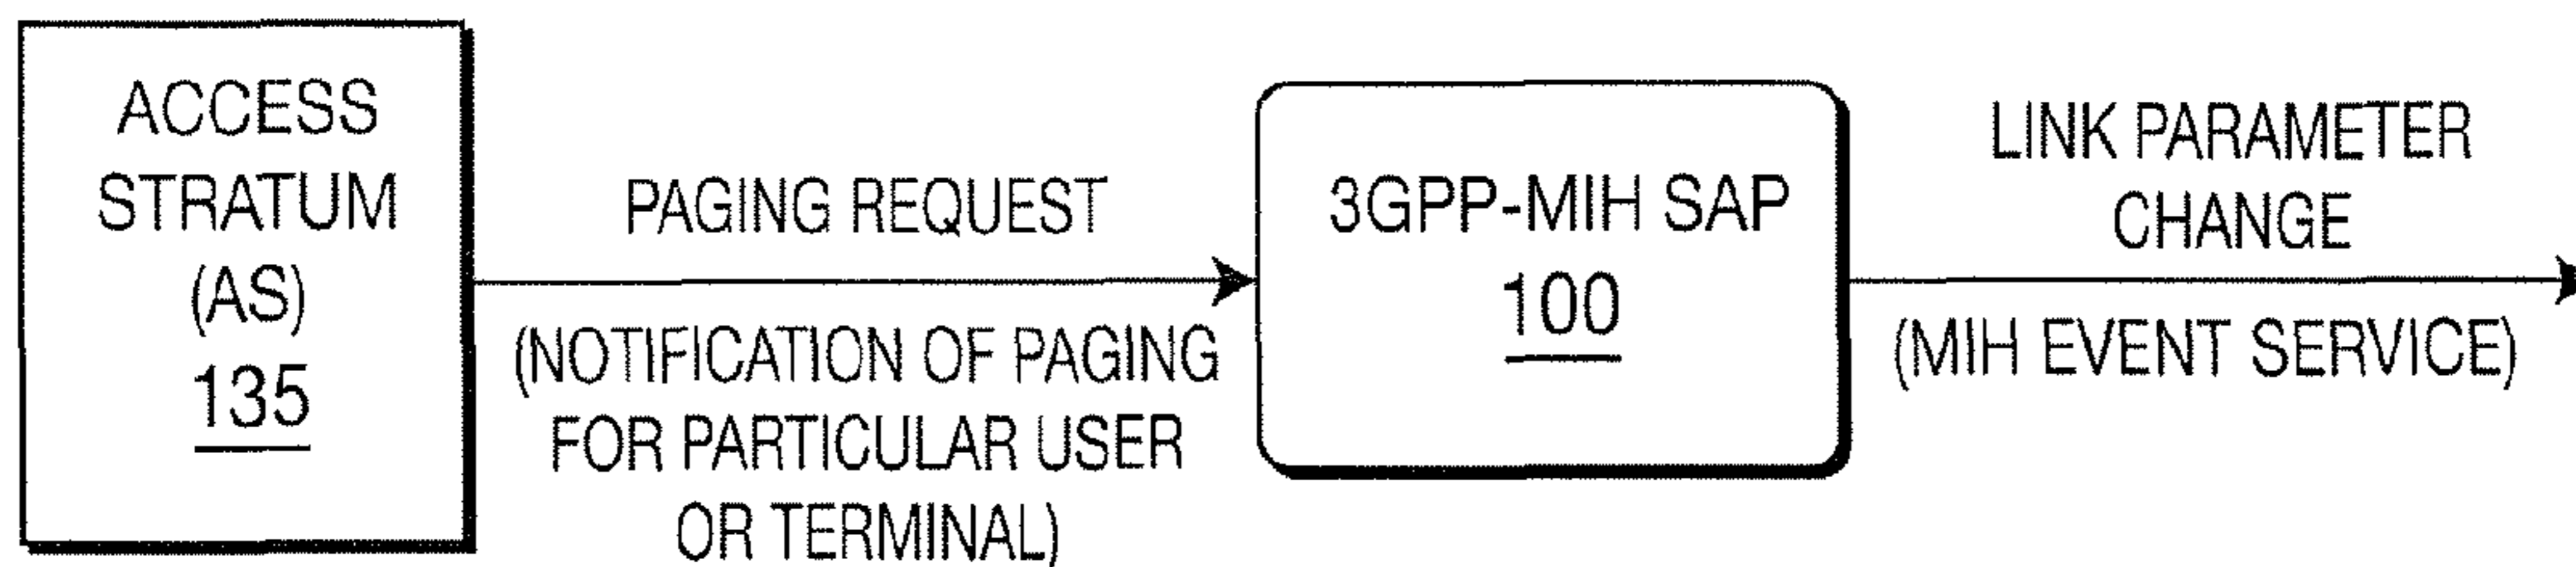 ACCESS
STRATUM
(AS)
135
PAGING REQUEST
(NOTIFICATION OF PAGING
FOR PARTICULAR USER
OR TERMINAL)
3GPP-MIH SAP
100
LINK PARAMETER
CHANGE
(MIH EVENT SERVICE)